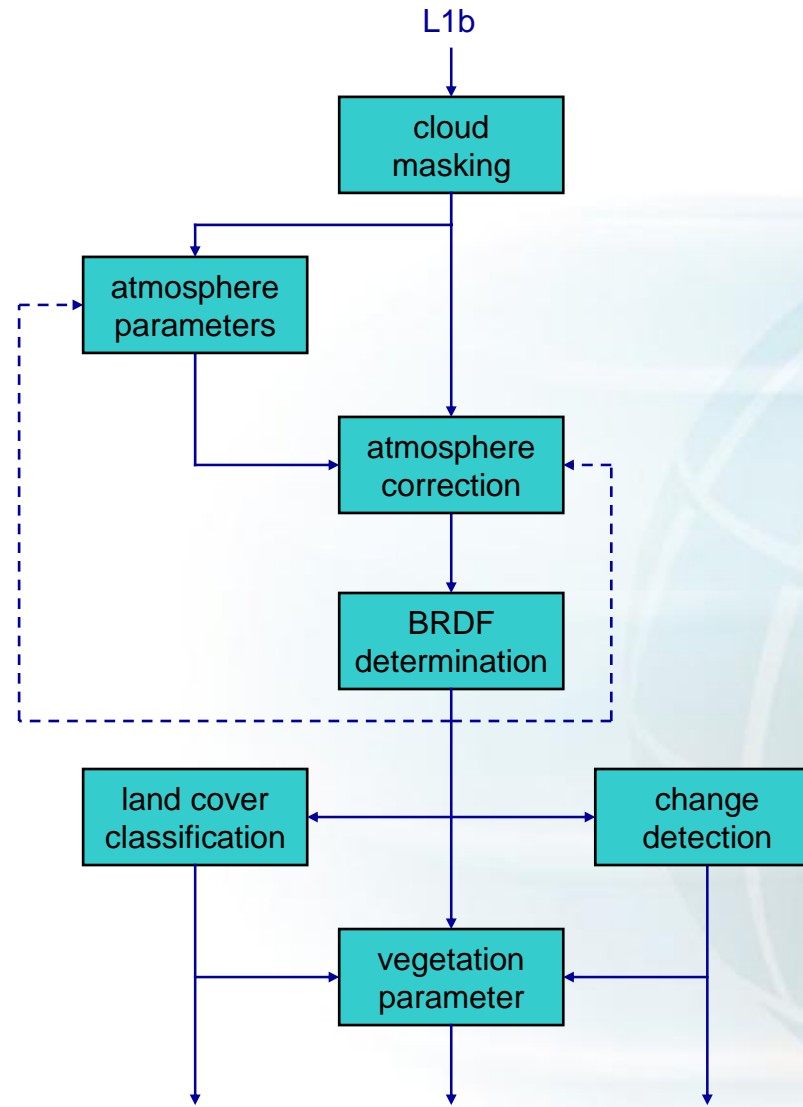 L1b
cloud
masking
atmosphere
parameters
atmosphere
correction
BRDF
determination
land cover
classification
change
detection
vegetation
parameter